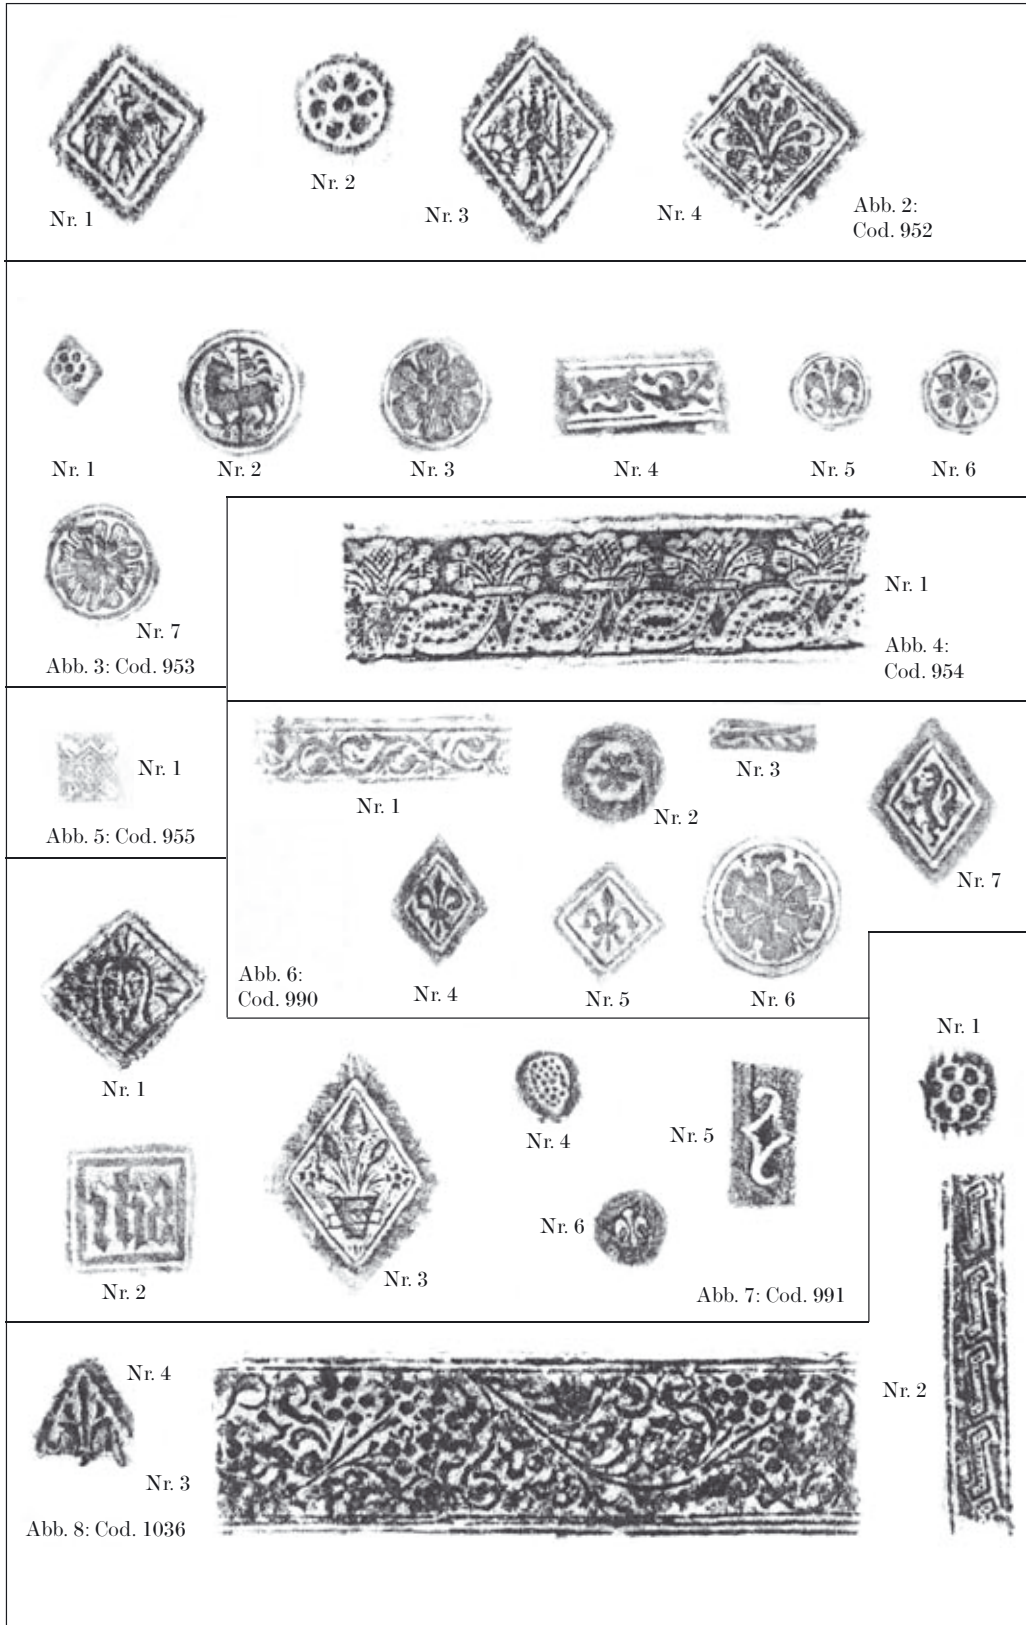 Nr. 1
Nr. 2
Nr. 3
Nr. 4
Abb. 2:
Cod. 952
Nr. 1
Nr. 2
Nr. 3
Nr. 4
Nr. 5
Nr. 6
Nr. 7
Abb. 3: Cod. 953
Nr. 1
Abb. 4:
Cod. 954
Nr. 1
Abb. 5: Cod. 955
Nr. 1
Nr. 2
Nr. 3
Nr. 4
Nr. 5
Nr. 6
Nr. 7
Abb. 6:
Cod. 990
Nr. 1
Nr. 2
Nr. 3
Nr. 4
Nr. 5
Nr. 6
Abb. 7: Cod. 991
Nr. 1
Nr. 2
Nr. 4
Nr. 3
Abb. 8: Cod. 1036